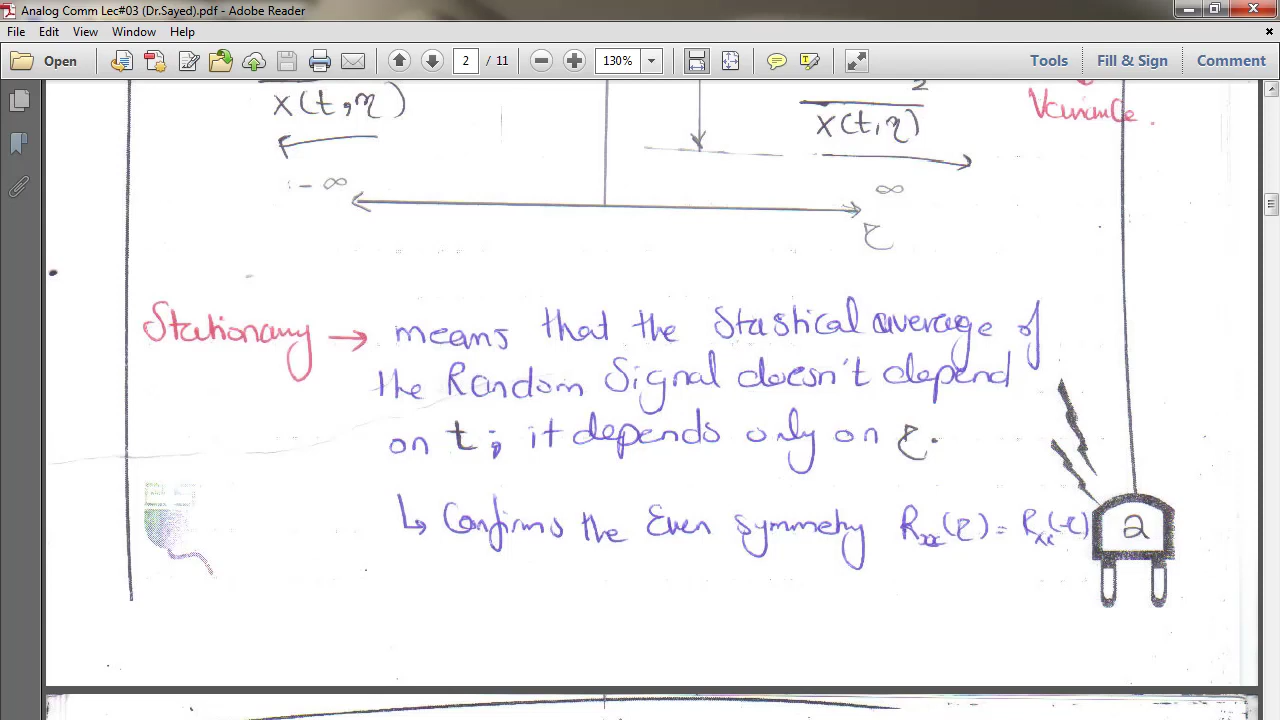 Analog Comm Lec#03 (Dr.Sayed).pdf - Adobe Reader
File Edit View Window Help
Open 2 / 11 130% Tools Fill & Sign Comment
2
x(t,η) x(t,η) Variance.
-∞ ∞
τ
Stationary → means that the Stastical average of
the Random Signal doesn't depend
on t; it depends only on τ.
↳ Confirms the Even symmetry Rxx(τ) = Rxx(-τ)
2